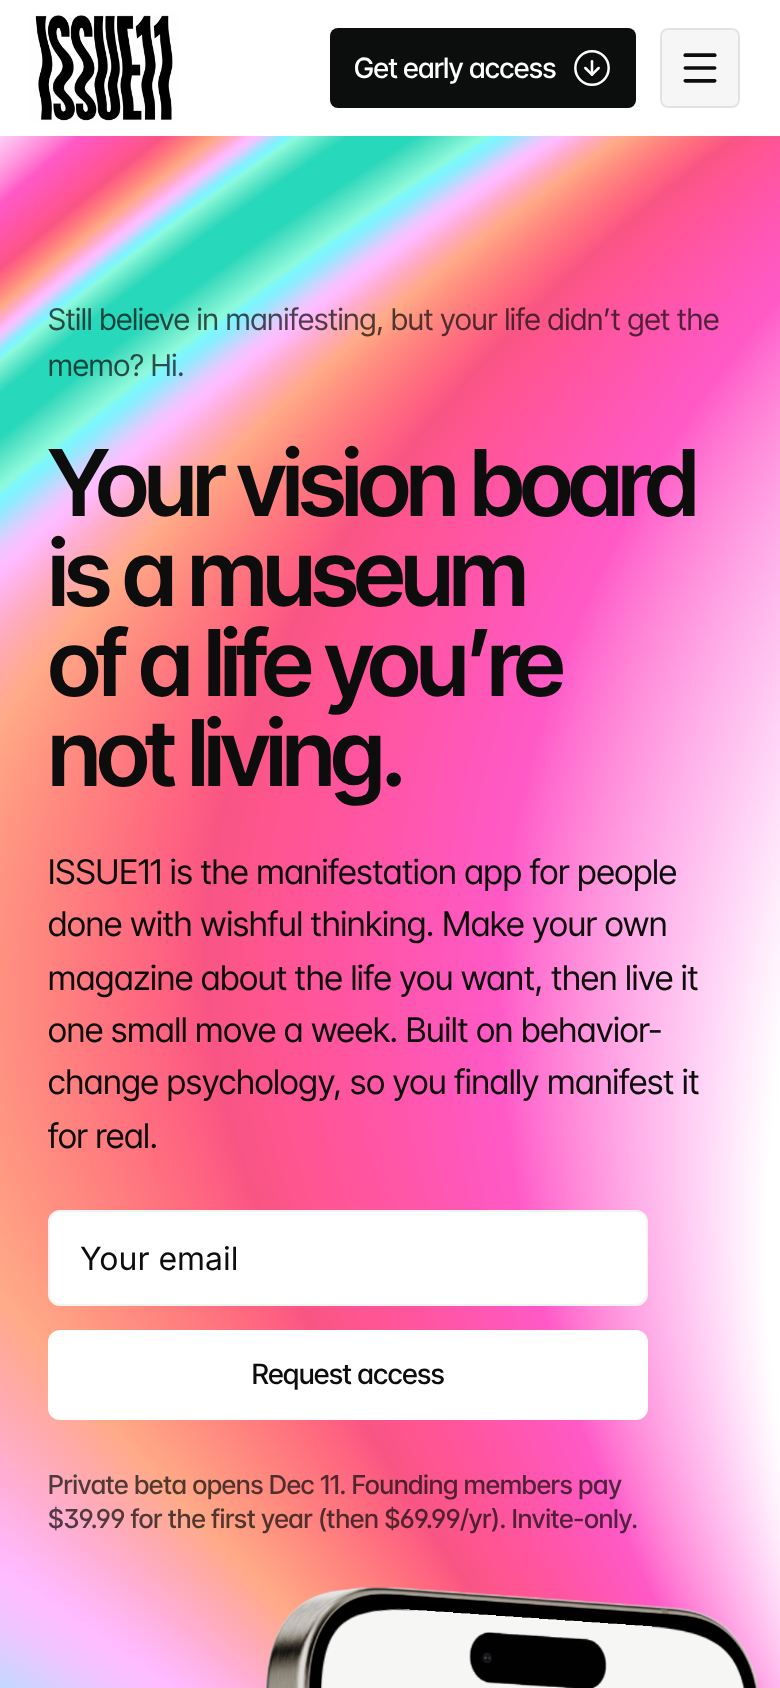 ISSUE11
Get early access
Still believe in manifesting, but your life didn’t get the
memo? Hi.
Your vision board
is a museum
of a life you’re
not living.
ISSUE11 is the manifestation app for people
done with wishful thinking. Make your own
magazine about the life you want, then live it
one small move a week. Built on behavior-
change psychology, so you finally manifest it
for real.
Your email
Request access
Private beta opens Dec 11. Founding members pay
$39.99 for the first year (then $69.99/yr). Invite-only.